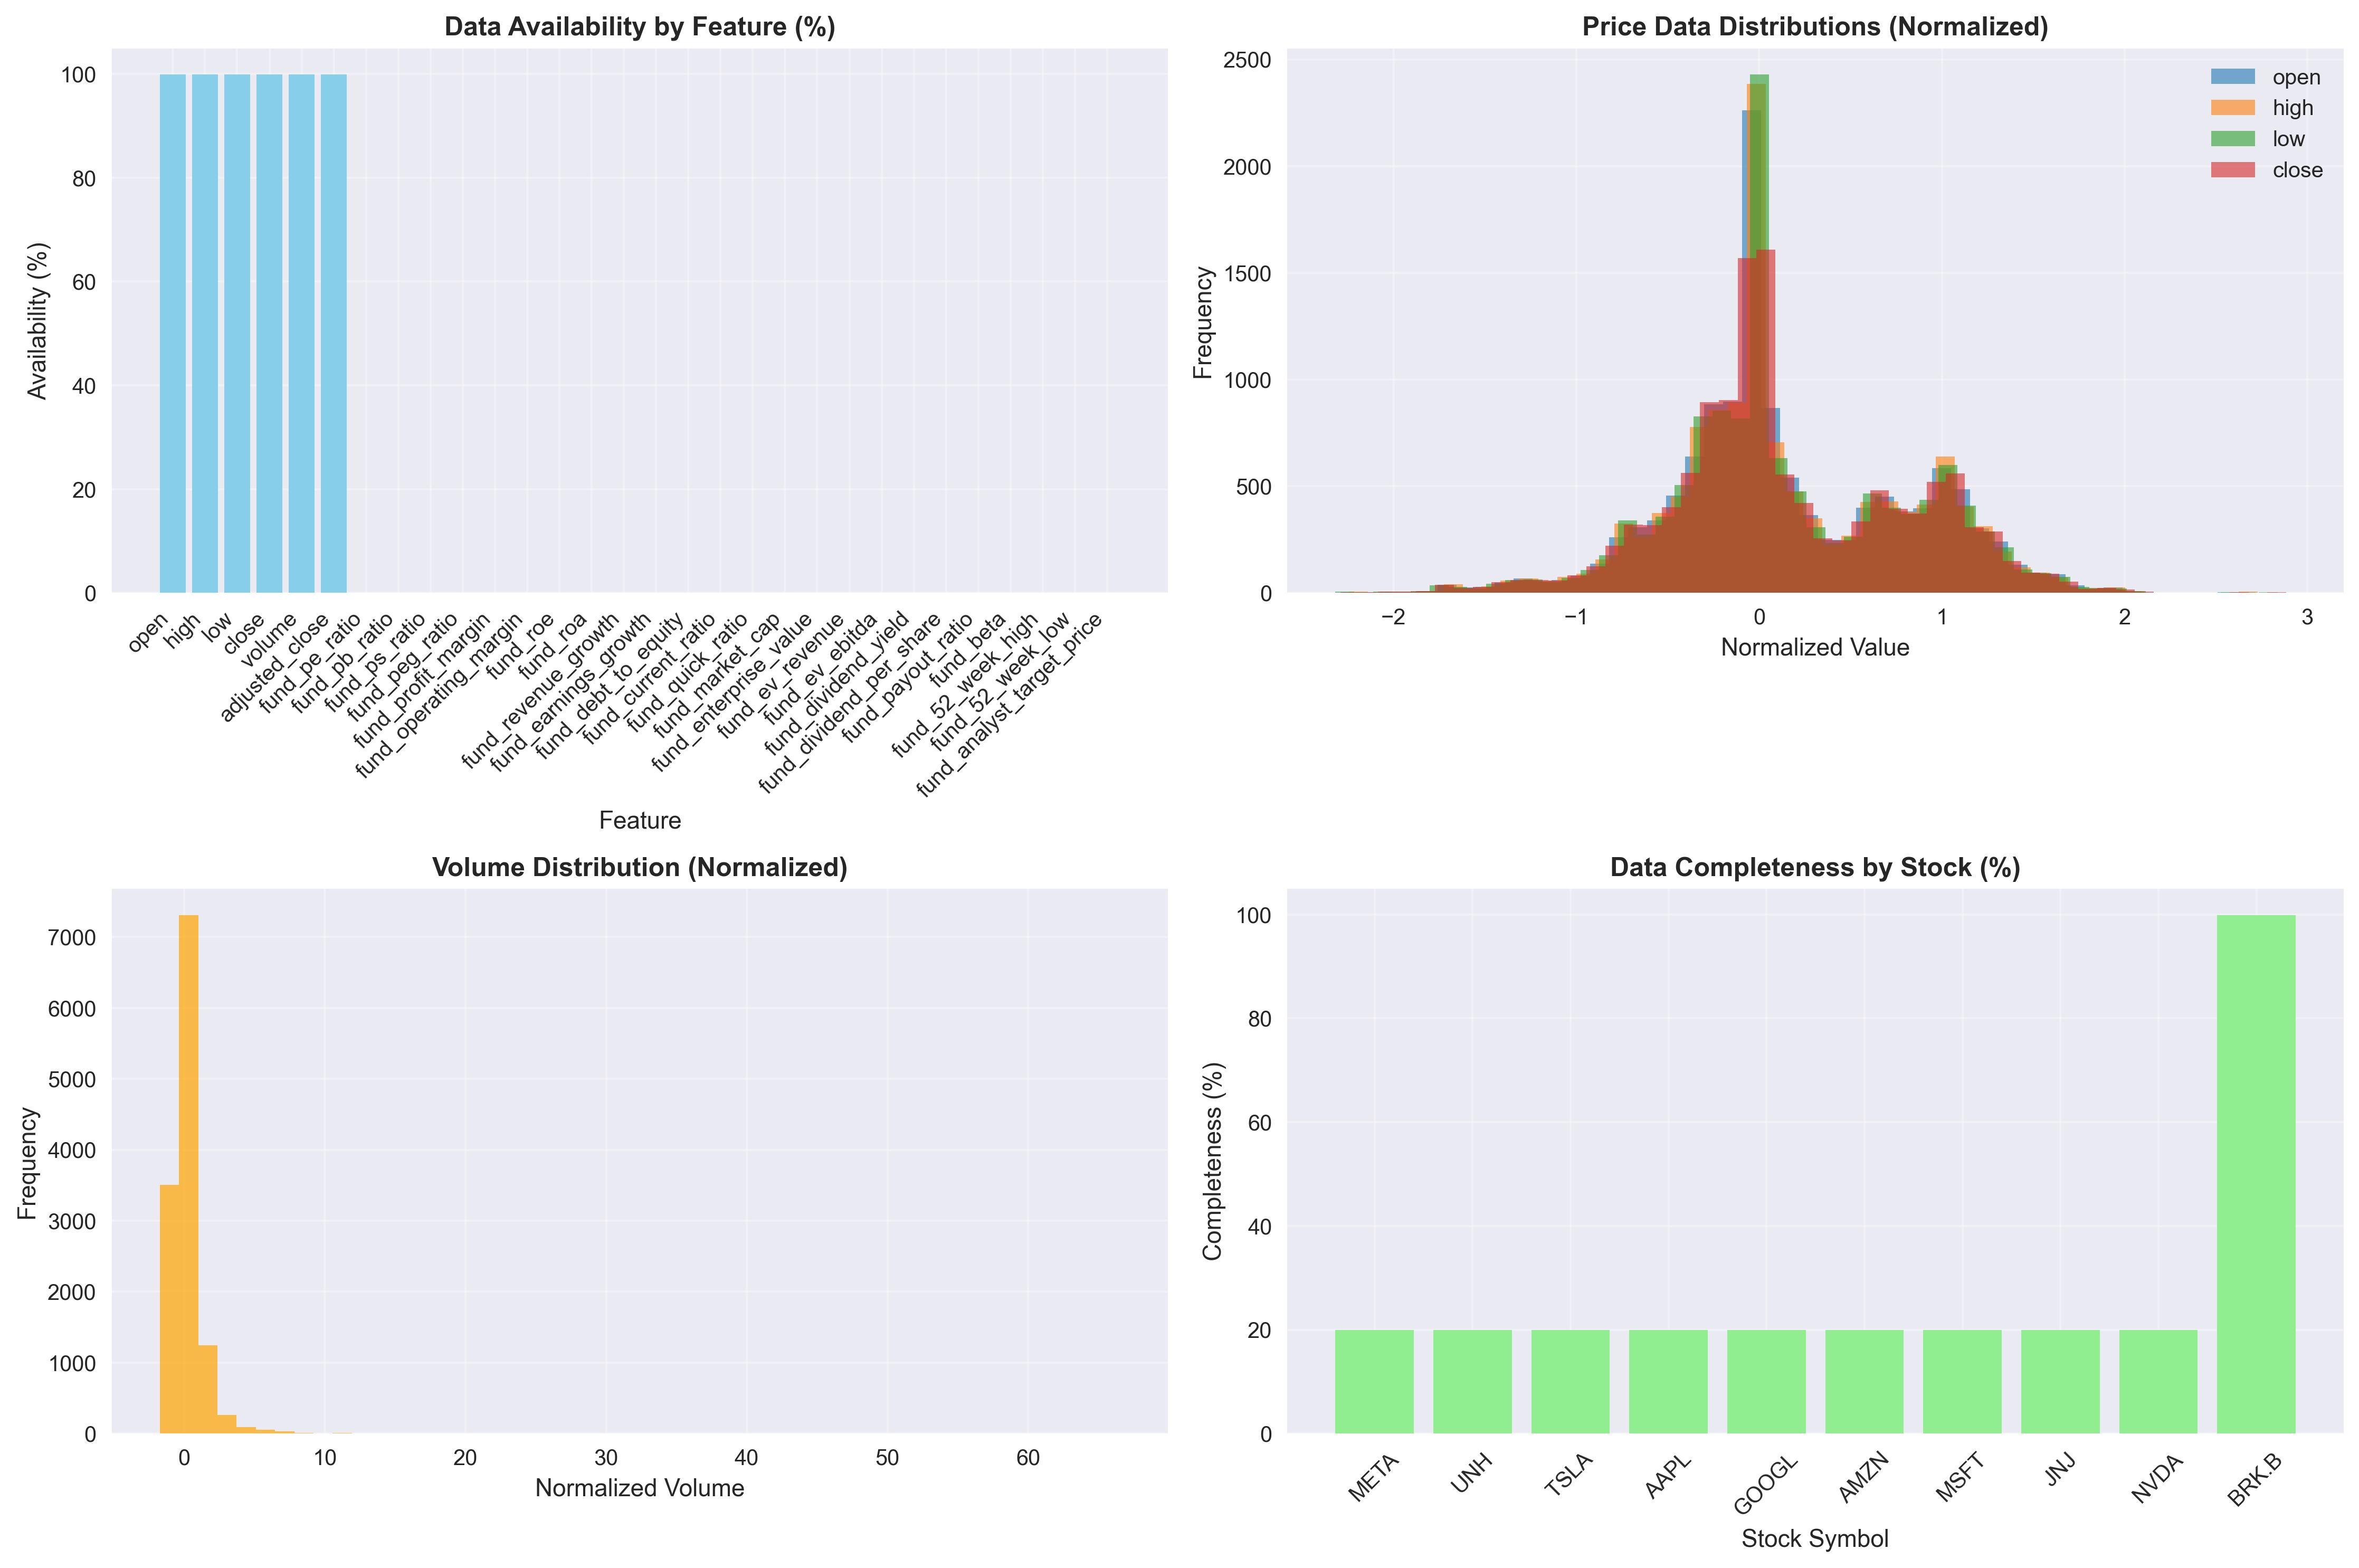 Data Availability by Feature (%)
100
80
60
40
20
0
Availability (%)
open
high
low
close
volume
adjusted_close
fund_pe_ratio
fund_pb_ratio
fund_ps_ratio
fund_peg_ratio
fund_profit_margin
fund_operating_margin
fund_roe
fund_roa
fund_revenue_growth
fund_earnings_growth
fund_debt_to_equity
fund_current_ratio
fund_quick_ratio
fund_market_cap
fund_enterprise_value
fund_ev_revenue
fund_ev_ebitda
fund_dividend_yield
fund_dividend_per_share
fund_payout_ratio
fund_beta
fund_52_week_high
fund_52_week_low
fund_analyst_target_price
Feature
Price Data Distributions (Normalized)
2500
2000
1500
1000
500
0
Frequency
open
high
low
close
−2 −1 0 1 2 3
Normalized Value
Volume Distribution (Normalized)
7000
6000
5000
4000
3000
2000
1000
0
Frequency
0 10 20 30 40 50 60
Normalized Volume
Data Completeness by Stock (%)
100
80
60
40
20
0
Completeness (%)
META
UNH
TSLA
AAPL
GOOGL
AMZN
MSFT
JNJ
NVDA
BRK.B
Stock Symbol